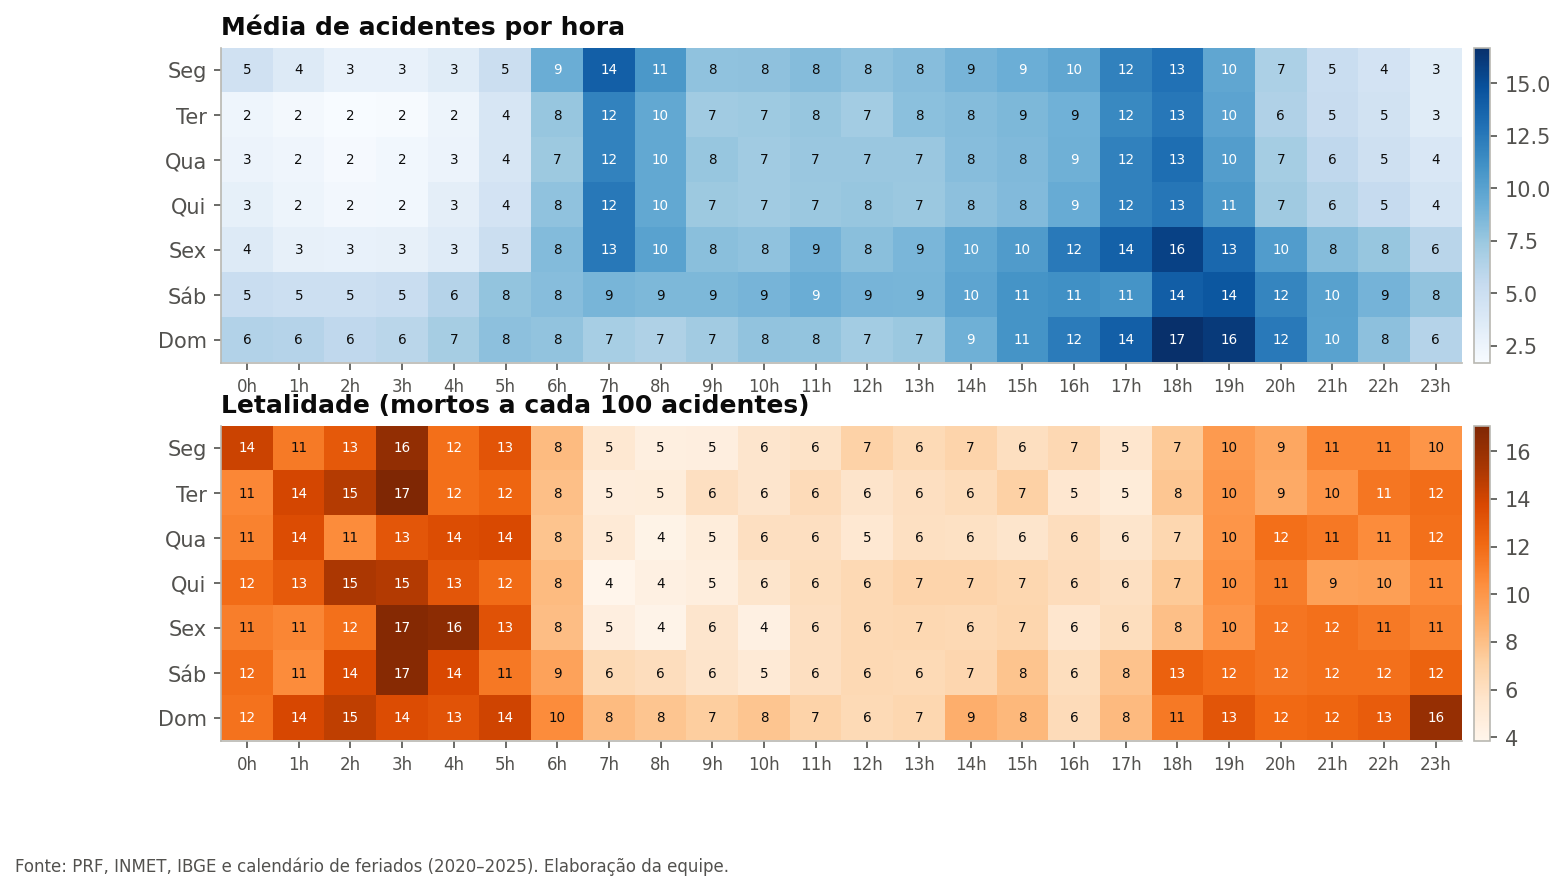 Média de acidentes por hora
Seg 5 4 3 3 3 5 9 14 11 8 8 8 8 8 9 9 10 12 13 10 7 5 4 3
Ter 2 2 2 2 2 4 8 12 10 7 7 8 7 8 8 9 9 12 13 10 6 5 5 3
Qua 3 2 2 2 3 4 7 12 10 8 7 7 7 7 8 8 9 12 13 10 7 6 5 4
Qui 3 2 2 2 3 4 8 12 10 7 7 7 8 7 8 8 9 12 13 11 7 6 5 4
Sex 4 3 3 3 3 5 8 13 10 8 8 9 8 9 10 10 12 14 16 13 10 8 8 6
Sáb 5 5 5 5 6 8 8 9 9 9 9 9 9 9 10 11 11 11 14 14 12 10 9 8
Dom 6 6 6 6 7 8 8 7 7 7 8 8 7 7 9 11 12 14 17 16 12 10 8 6
0h 1h 2h 3h 4h 5h 6h 7h 8h 9h 10h 11h 12h 13h 14h 15h 16h 17h 18h 19h 20h 21h 22h 23h
15.0
12.5
10.0
7.5
5.0
2.5
Letalidade (mortos a cada 100 acidentes)
Seg 14 11 13 16 12 13 8 5 5 5 6 6 7 6 7 6 7 5 7 10 9 11 11 10
Ter 11 14 15 17 12 12 8 5 5 6 6 6 6 6 6 7 5 5 8 10 9 10 11 12
Qua 11 14 11 13 14 14 8 5 4 5 6 6 5 6 6 6 6 6 7 10 12 11 11 12
Qui 12 13 15 15 13 12 8 4 4 5 6 6 6 7 7 7 6 6 7 10 11 9 10 11
Sex 11 11 12 17 16 13 8 5 4 6 4 6 6 7 6 7 6 6 8 10 12 12 11 11
Sáb 12 11 14 17 14 11 9 6 6 6 5 6 6 6 7 8 6 8 13 12 12 12 12 12
Dom 12 14 15 14 13 14 10 8 8 7 8 7 6 7 9 8 6 8 11 13 12 12 13 16
0h 1h 2h 3h 4h 5h 6h 7h 8h 9h 10h 11h 12h 13h 14h 15h 16h 17h 18h 19h 20h 21h 22h 23h
16
14
12
10
8
6
4
Fonte: PRF, INMET, IBGE e calendário de feriados (2020–2025). Elaboração da equipe.